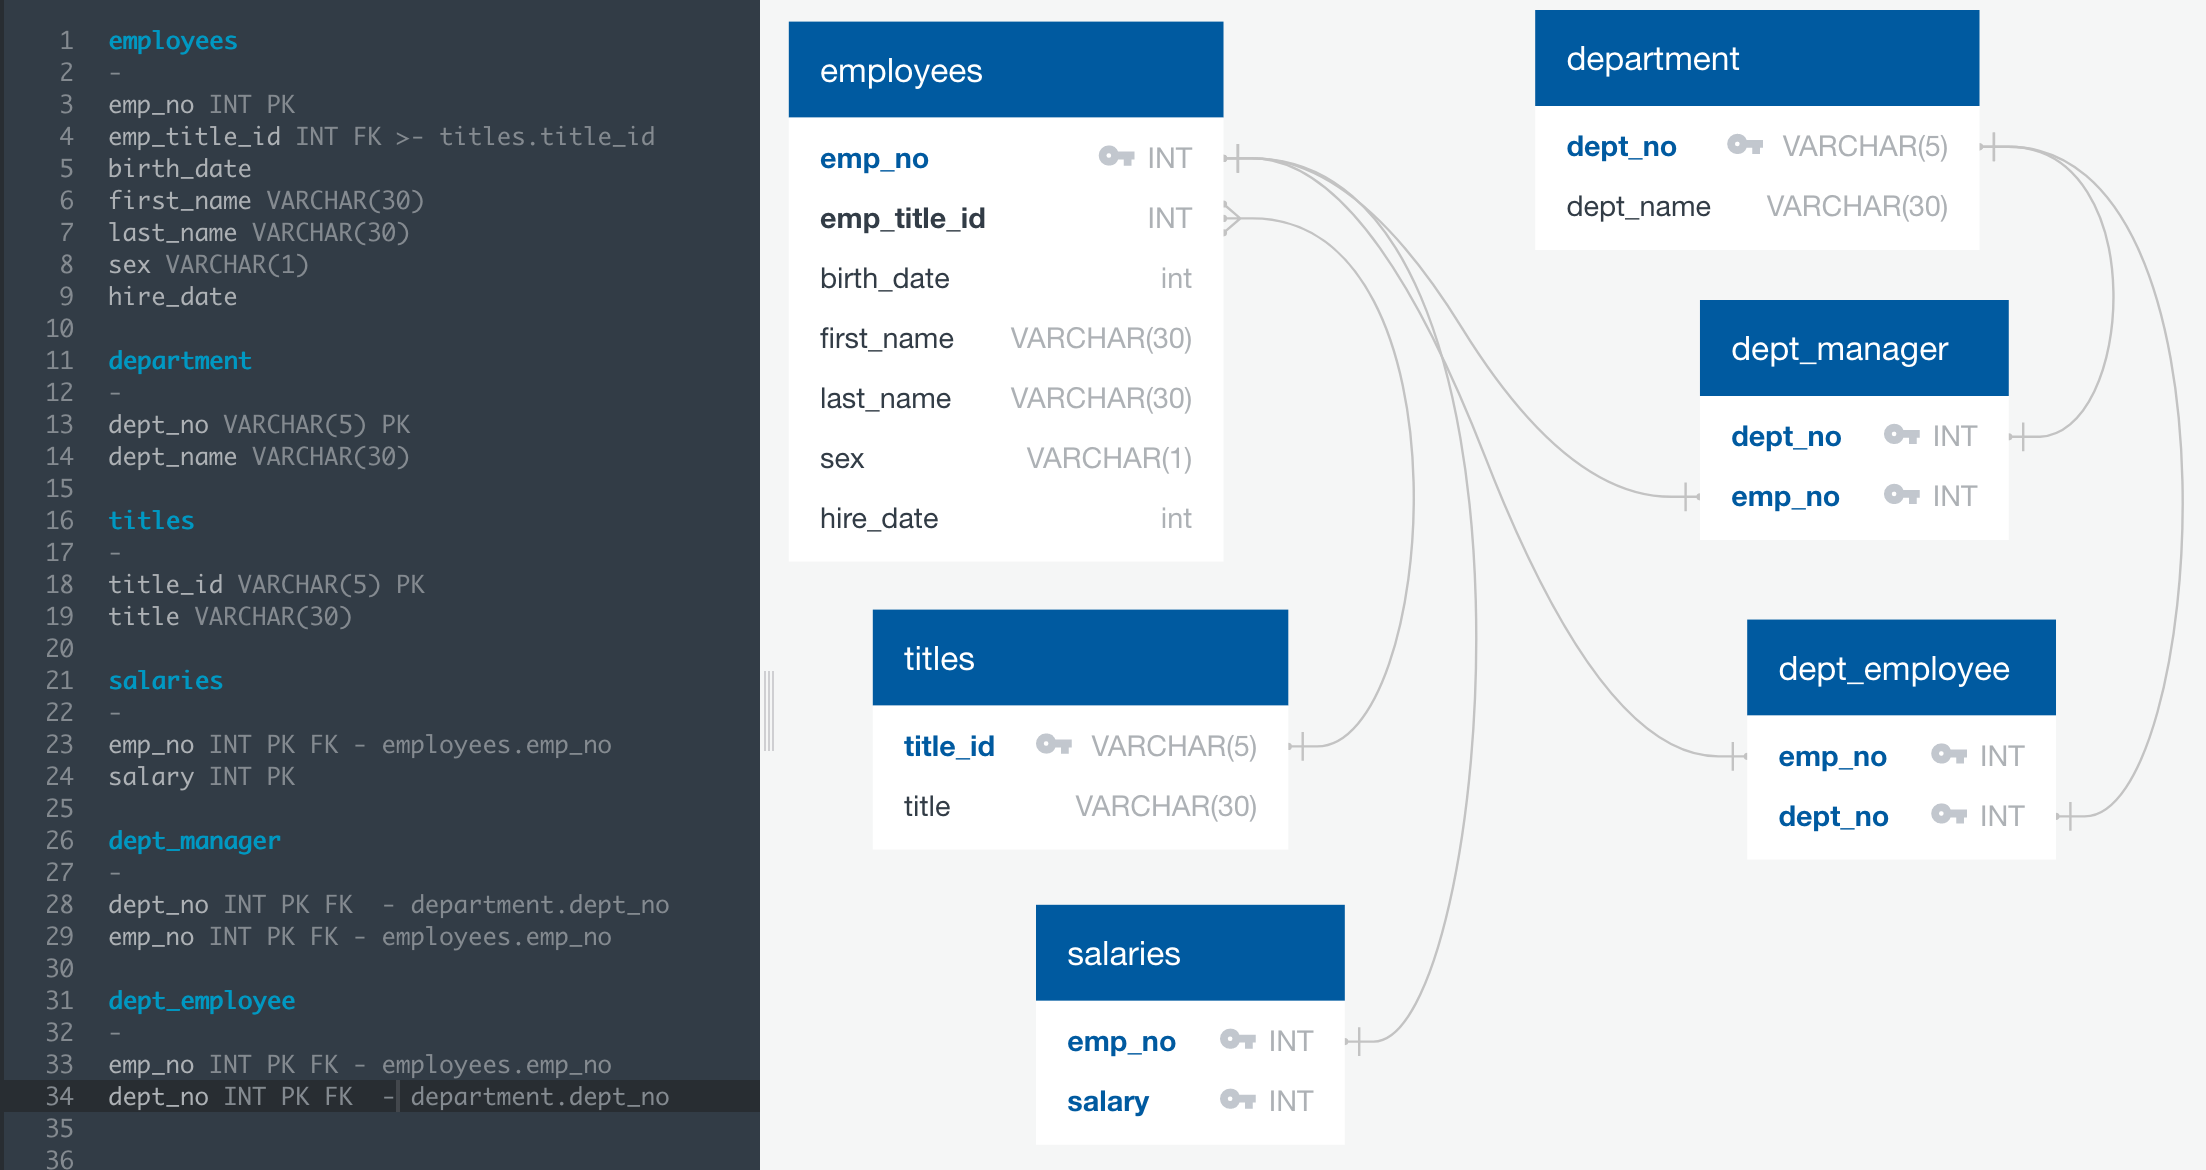 1 employees
2 -
3 emp_no INT PK
4 emp_title_id INT FK >- titles.title_id
5 birth_date
6 first_name VARCHAR(30)
7 last_name VARCHAR(30)
8 sex VARCHAR(1)
9 hire_date
10
11 department
12 -
13 dept_no VARCHAR(5) PK
14 dept_name VARCHAR(30)
15
16 titles
17 -
18 title_id VARCHAR(5) PK
19 title VARCHAR(30)
20
21 salaries
22 -
23 emp_no INT PK FK - employees.emp_no
24 salary INT PK
25
26 dept_manager
27 -
28 dept_no INT PK FK  - department.dept_no
29 emp_no INT PK FK - employees.emp_no
30
31 dept_employee
32 -
33 emp_no INT PK FK - employees.emp_no
34 dept_no INT PK FK  - department.dept_no
35
36
employees
emp_no INT
emp_title_id INT
birth_date int
first_name VARCHAR(30)
last_name VARCHAR(30)
sex VARCHAR(1)
hire_date int
department
dept_no VARCHAR(5)
dept_name VARCHAR(30)
dept_manager
dept_no INT
emp_no INT
titles
title_id VARCHAR(5)
title VARCHAR(30)
dept_employee
emp_no INT
dept_no INT
salaries
emp_no INT
salary INT